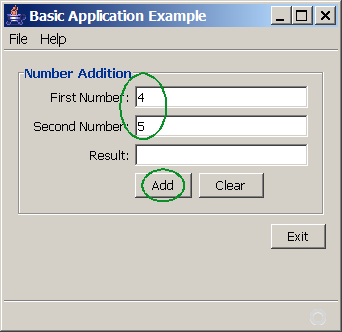 Basic Application Example
File Help
Number Addition
First Number: 4
Second Number: 5
Result:
Add Clear
Exit